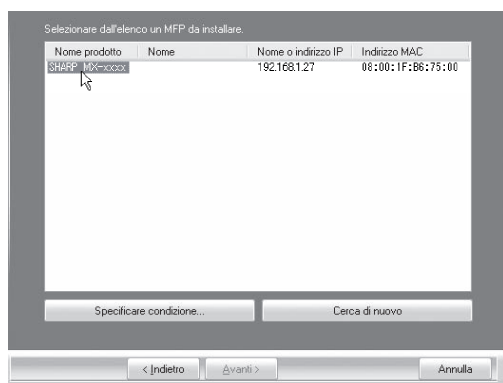 Selezionare dall'elenco un MFP da installare.
Nome prodotto Nome Nome o indirizzo IP Indirizzo MAC
SHARP MX-xxxx 192.168.1.27 08:00:1F:B6:75:00
Specificare condizione... Cerca di nuovo
< Indietro Avanti > Annulla